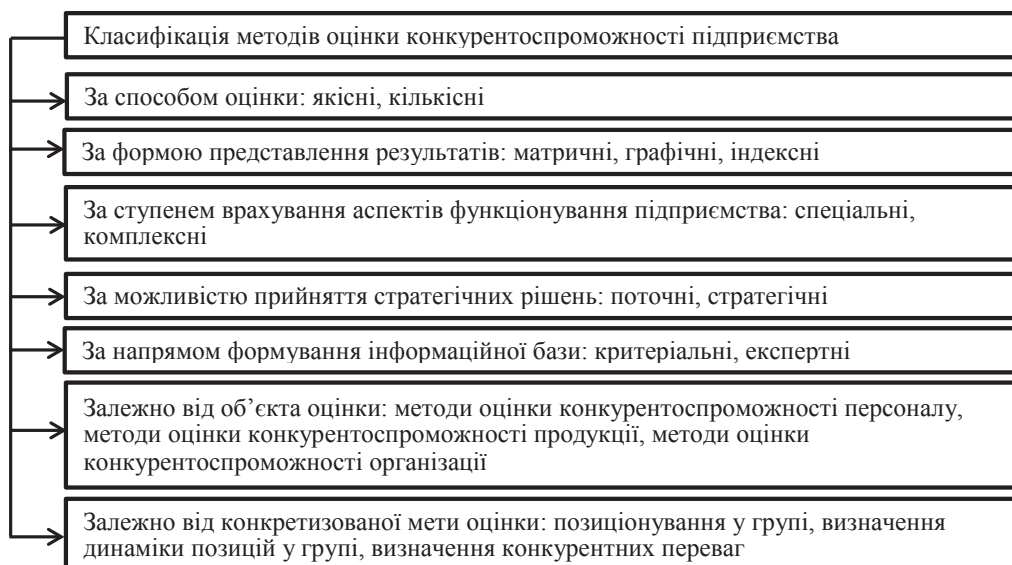 Класифікація методів оцінки конкурентоспроможності підприємства
За способом оцінки: якісні, кількісні
За формою представлення результатів: матричні, графічні, індексні
За ступенем врахування аспектів функціонування підприємства: спеціальні,
комплексні
За можливістю прийняття стратегічних рішень: поточні, стратегічні
За напрямом формування інформаційної бази: критеріальні, експертні
Залежно від об’єкта оцінки: методи оцінки конкурентоспроможності персоналу,
методи оцінки конкурентоспроможності продукції, методи оцінки
конкурентоспроможності організації
Залежно від конкретизованої мети оцінки: позиціонування у групі, визначення
динаміки позицій у групі, визначення конкурентних переваг